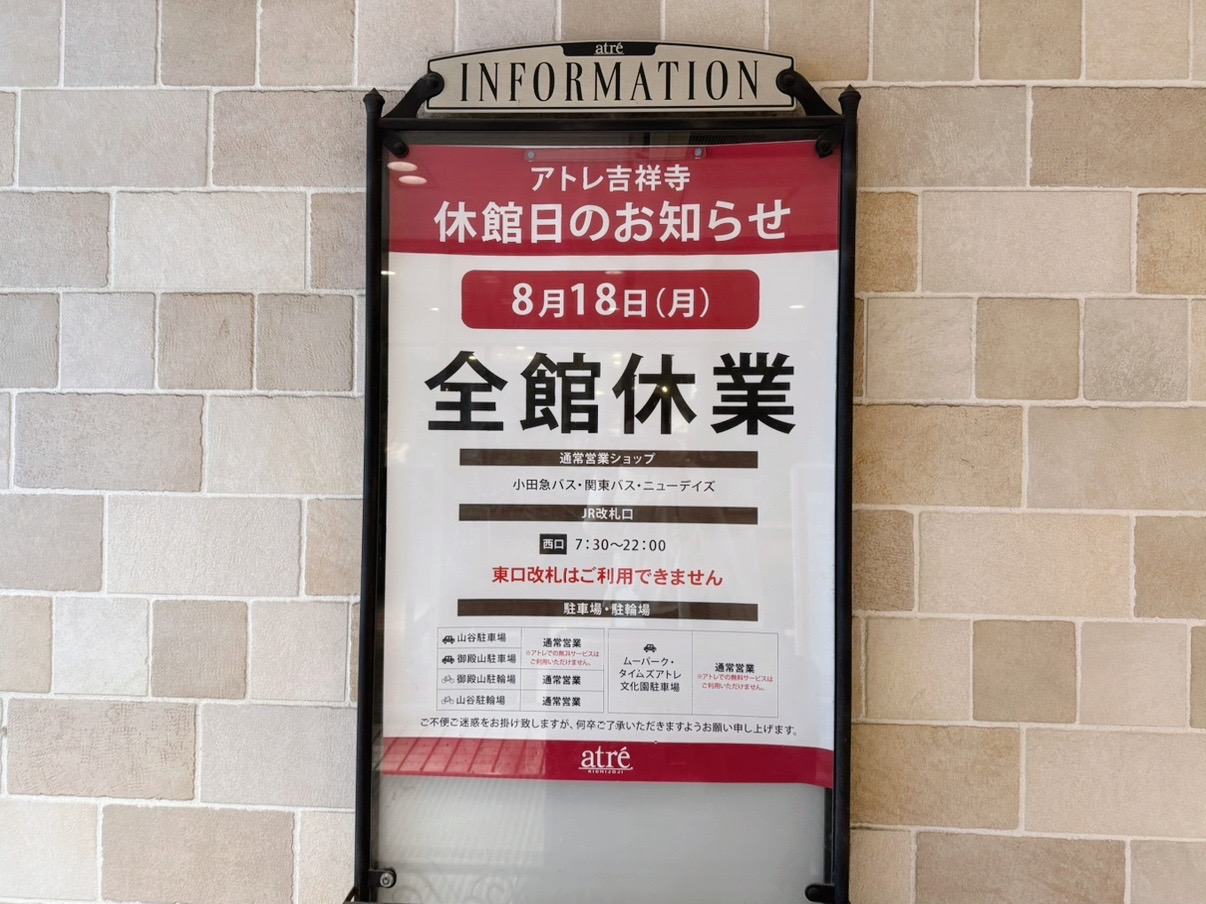 atré
INFORMATION
アトレ吉祥寺
休館日のお知らせ
8月18日(月)
全館休業
通常営業ショップ
小田急バス・関東バス・ニューデイズ
JR改札口
西口 7:30〜22:00
東口改札はご利用できません
駐車場・駐輪場
山谷駐車場
御殿山駐車場
通常営業
※アトレでの無料サービスは
ご利用いただけません。
御殿山駐輪場 通常営業
山谷駐輪場 通常営業
ムーパーク・
タイムズアトレ
文化園駐車場
通常営業
※アトレでの無料サービスは
ご利用いただけません。
ご不便ご迷惑をお掛け致しますが、何卒ご了承いただきますようお願い申し上げます。
atré
KICHIJOJI